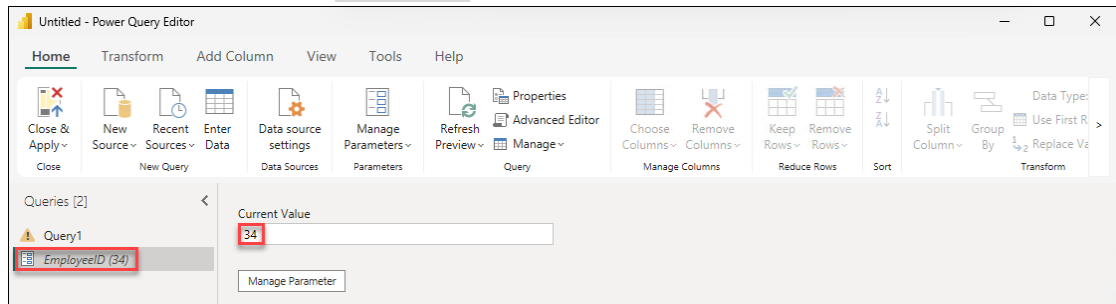 Untitled - Power Query Editor
Home Transform Add Column View Tools Help
Close & Apply
New Source
Recent Sources
Enter Data
Data source settings
Manage Parameters
Refresh Preview
Properties
Advanced Editor
Manage
Choose Columns
Remove Columns
Keep Rows
Remove Rows
Split Column
Group By
Data Type:
Use First R
Replace Va
Close New Query Data Sources Parameters Query Manage Columns Reduce Rows Sort Transform
Queries [2]
Query1
EmployeeID (34)
Current Value
34
Manage Parameter